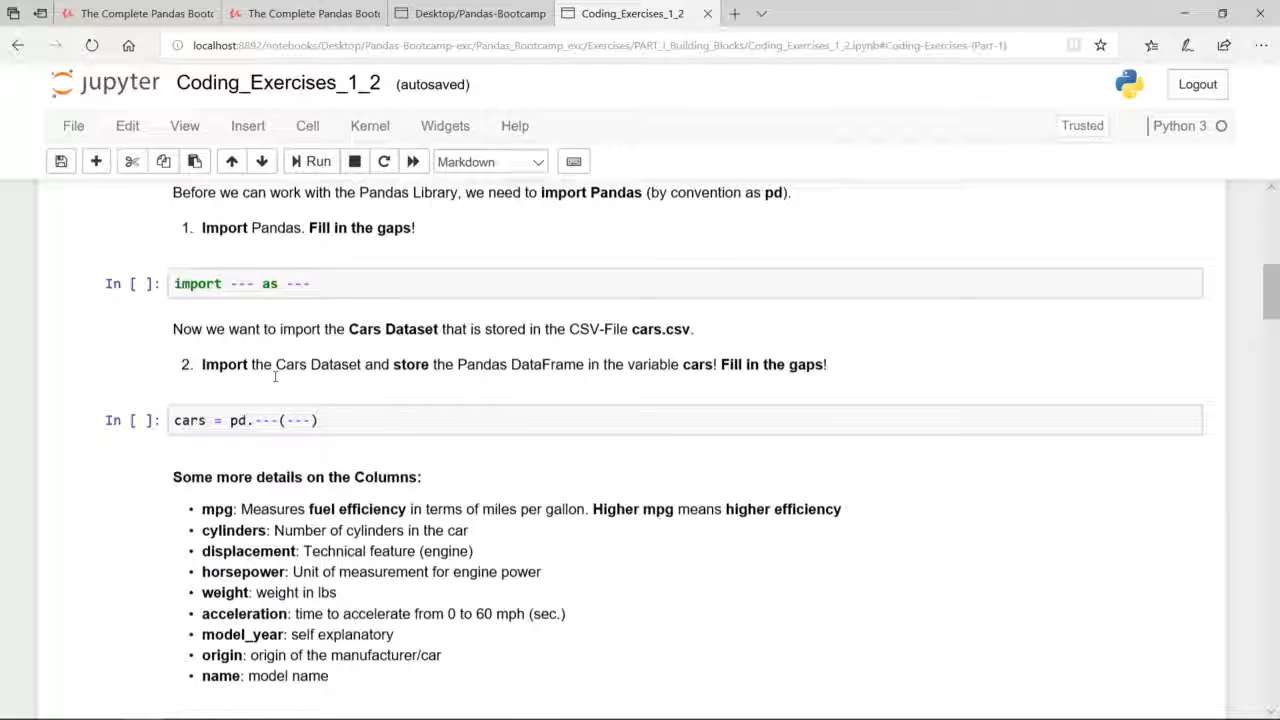 The Complete Pandas Boot
The Complete Pandas Boot
Desktop/Pandas-Bootcamp
Coding_Exercises_1_2
localhost:8892/notebooks/Desktop/Pandas-Bootcamp-exc/Pandas_Bootcamp_exc/Exercises/PART_I_Building_Blocks/Coding_Exercises_1_2.ipynb#Coding-Exercises-(Part-1)
jupyter Coding_Exercises_1_2 (autosaved)
Logout
File Edit View Insert Cell Kernel Widgets Help
Trusted
Python 3
Run
Markdown
Before we can work with the Pandas Library, we need to import Pandas (by convention as pd).
1. Import Pandas. Fill in the gaps!
In [ ]: import --- as ---
Now we want to import the Cars Dataset that is stored in the CSV-File cars.csv.
2. Import the Cars Dataset and store the Pandas DataFrame in the variable cars! Fill in the gaps!
In [ ]: cars = pd.---(---)
Some more details on the Columns:
• mpg: Measures fuel efficiency in terms of miles per gallon. Higher mpg means higher efficiency
• cylinders: Number of cylinders in the car
• displacement: Technical feature (engine)
• horsepower: Unit of measurement for engine power
• weight: weight in lbs
• acceleration: time to accelerate from 0 to 60 mph (sec.)
• model_year: self explanatory
• origin: origin of the manufacturer/car
• name: model name